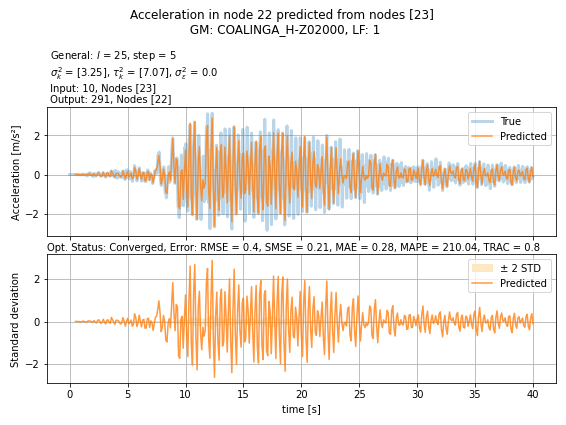 Acceleration in node 22 predicted from nodes [23]
GM: COALINGA_H-Z02000, LF: 1
General: l = 25, step = 5
σ²ₖ = [3.25], τ²ₖ = [7.07], σ²ε = 0.0
Input: 10, Nodes [23]
Output: 291, Nodes [22]
Acceleration [m/s²]
2
0
−2
True
Predicted
Opt. Status: Converged, Error: RMSE = 0.4, SMSE = 0.21, MAE = 0.28, MAPE = 210.04, TRAC = 0.8
Standard deviation
2
0
−2
± 2 STD
Predicted
0 5 10 15 20 25 30 35 40
time [s]